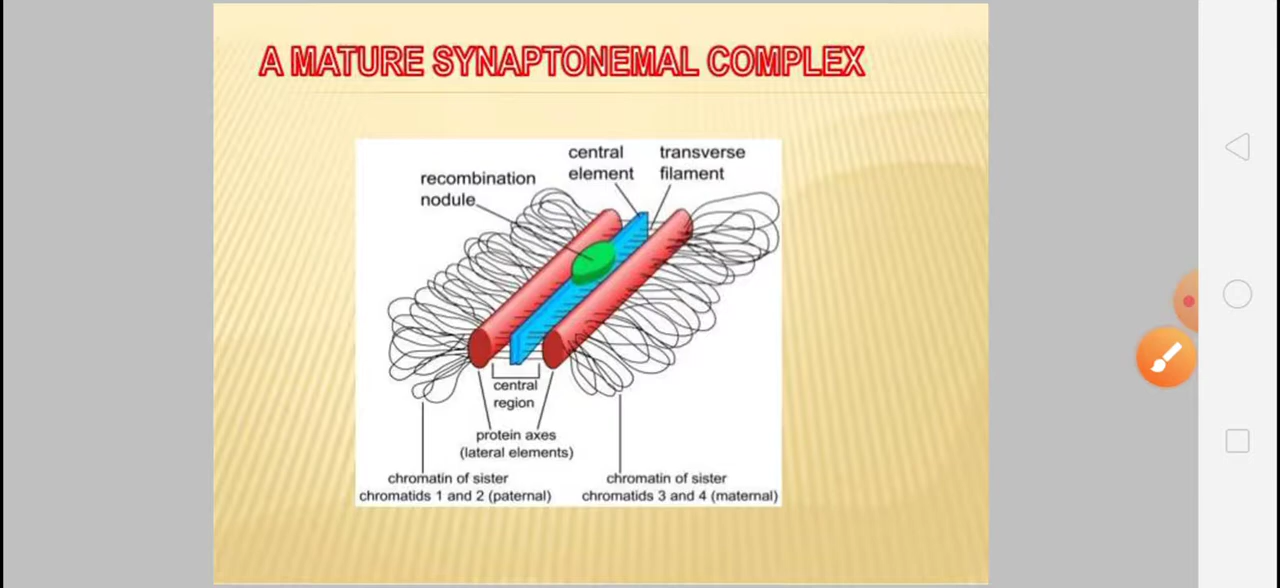 A MATURE SYNAPTONEMAL COMPLEX
central
element
transverse
filament
recombination
nodule
central
region
protein axes
(lateral elements)
chromatin of sister
chromatids 1 and 2 (paternal)
chromatin of sister
chromatids 3 and 4 (maternal)